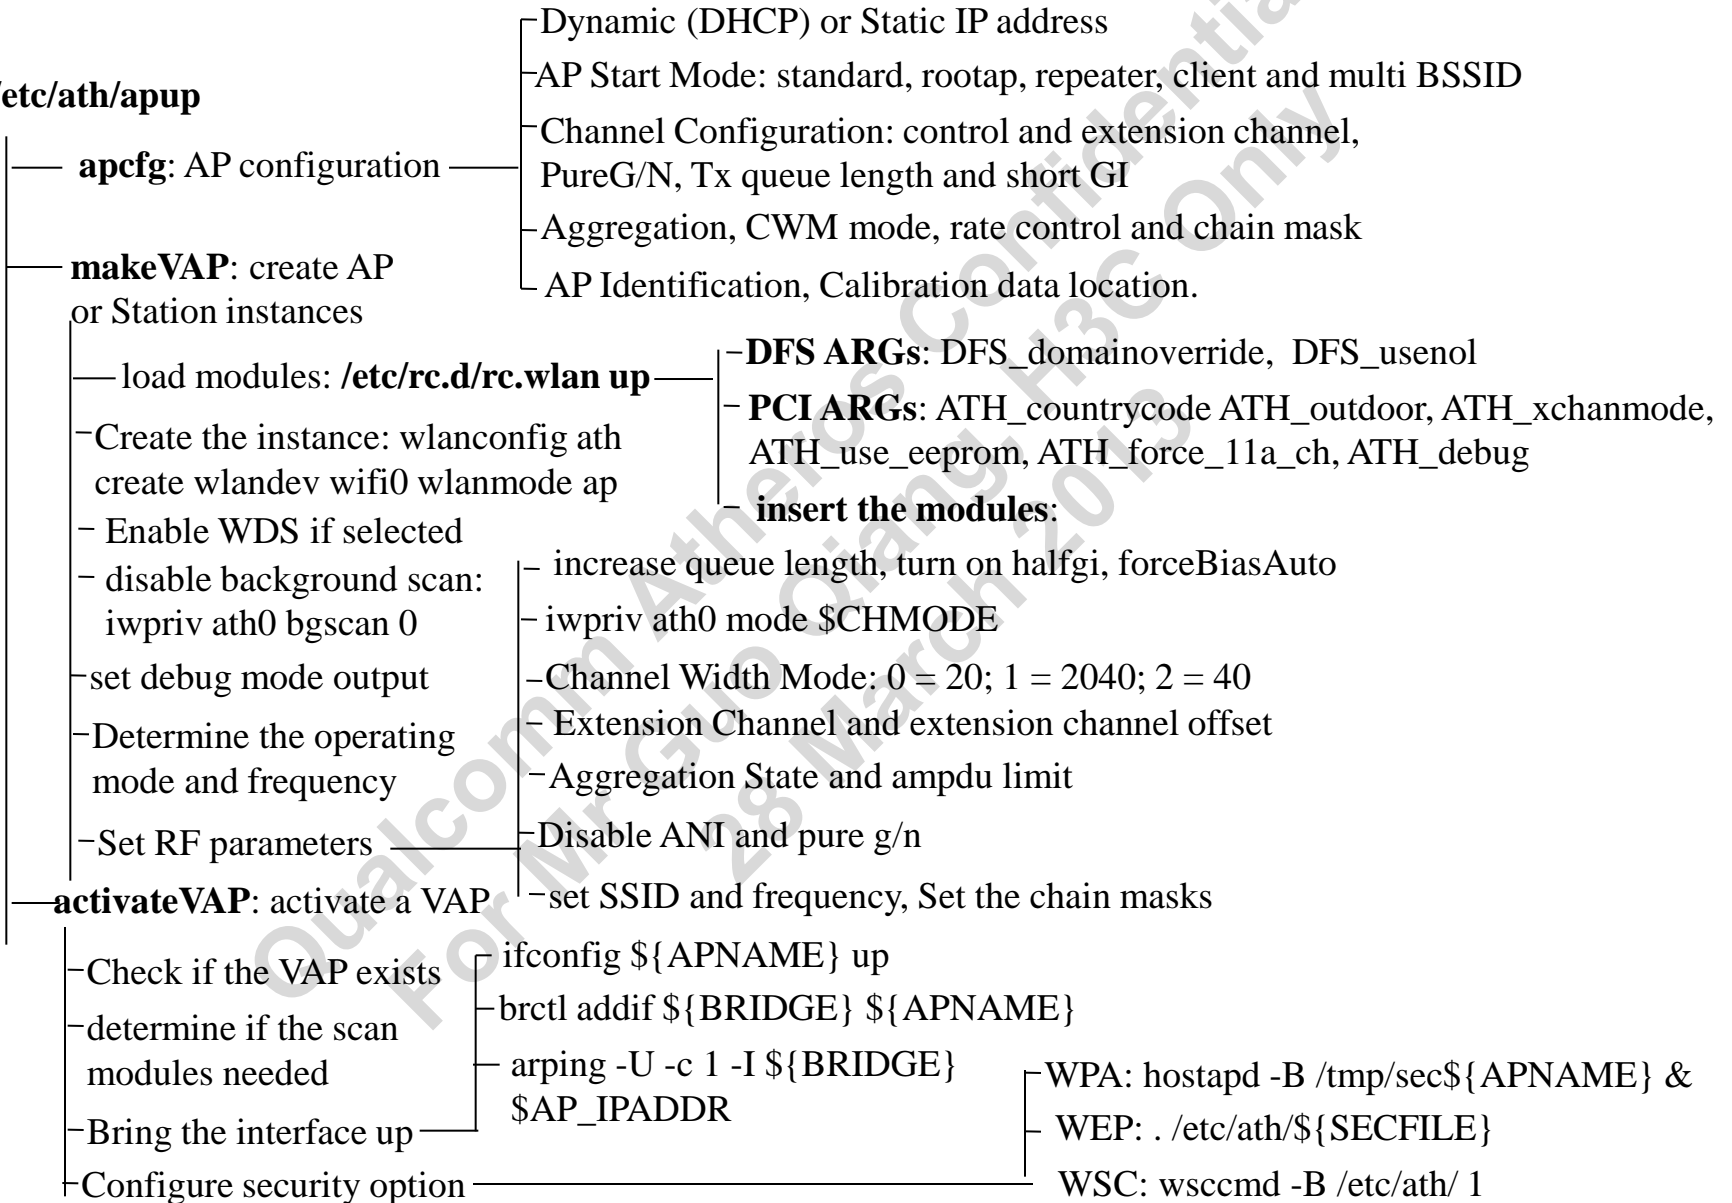 Dynamic (DHCP) or Static IP address
AP Start Mode: standard, rootap, repeater, client and multi BSSID
etc/ath/apup
Channel Configuration: control and extension channel,
PureG/N, Tx queue length and short GI
apcfg: AP configuration
Aggregation, CWM mode, rate control and chain mask
AP Identification, Calibration data location.
makeVAP: create AP
or Station instances
load modules: /etc/rc.d/rc.wlan up
DFS ARGs: DFS_domainoverride, DFS_usenol
PCI ARGs: ATH_countrycode ATH_outdoor, ATH_xchanmode,
ATH_use_eeprom, ATH_force_11a_ch, ATH_debug
insert the modules:
Create the instance: wlanconfig ath
create wlandev wifi0 wlanmode ap
Enable WDS if selected
disable background scan:
iwpriv ath0 bgscan 0
set debug mode output
Determine the operating
mode and frequency
Set RF parameters
increase queue length, turn on halfgi, forceBiasAuto
iwpriv ath0 mode $CHMODE
Channel Width Mode: 0 = 20; 1 = 2040; 2 = 40
Extension Channel and extension channel offset
Aggregation State and ampdu limit
Disable ANI and pure g/n
set SSID and frequency, Set the chain masks
activateVAP: activate a VAP
Check if the VAP exists
determine if the scan
modules needed
Bring the interface up
ifconfig ${APNAME} up
brctl addif ${BRIDGE} ${APNAME}
arping -U -c 1 -I ${BRIDGE}
$AP_IPADDR
Configure security option
WPA: hostapd -B /tmp/sec${APNAME} &
WEP: . /etc/ath/${SECFILE}
WSC: wsccmd -B /etc/ath/ 1
Qualcomm Atheros Confidential
For Mr Guo Qiang, H3C Only
28 March 2013